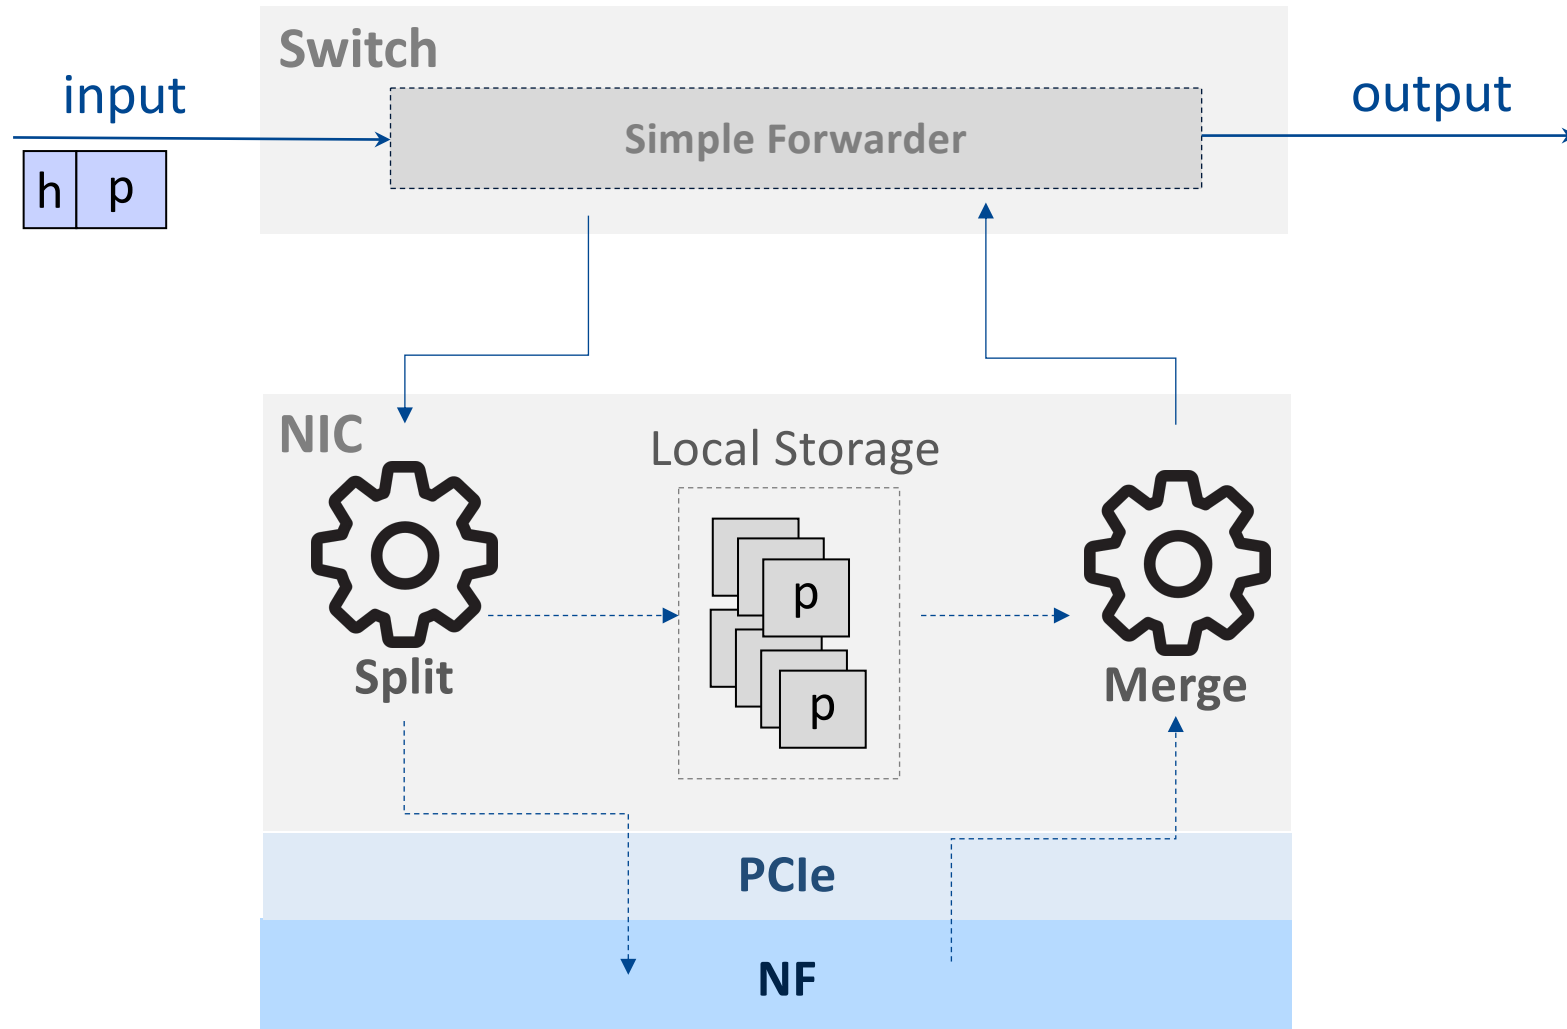 Switch
input
output
Simple Forwarder
h
p
NIC
Local Storage
p
Split
p
Merge
PCIe
NF